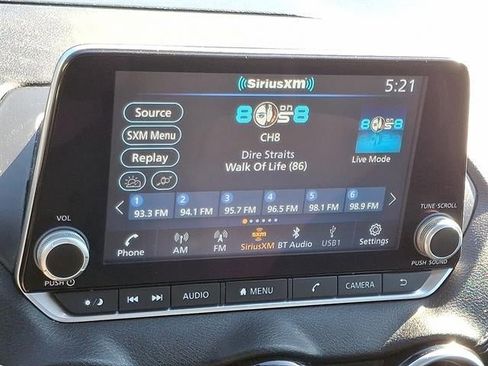 SiriusXM
5:21
Source
8 on 8
8s8
SXM Menu
CH8
Dire Straits
Replay
Walk Of Life (86)
Live Mode
1 2 3 4 5 6
93.3 FM 94.1 FM 95.7 FM 96.5 FM 98.1 FM 98.9 FM
VOL
TUNE·SCROLL
SXM
Phone AM FM SiriusXM BT Audio USB1 Settings
PUSH
PUSH SOUND
AUDIO MENU CAMERA